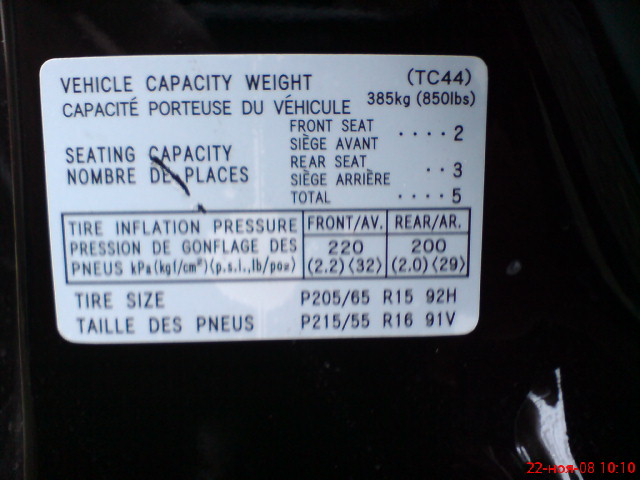 VEHICLE CAPACITY WEIGHT (TC44)
CAPACITÉ PORTEUSE DU VÉHICULE 385kg (850lbs)
SEATING CAPACITY
NOMBRE DE PLACES
FRONT SEAT
SIÈGE AVANT ···· 2
REAR SEAT
SIÈGE ARRIÈRE ·· 3
TOTAL ···· 5
TIRE INFLATION PRESSURE
PRESSION DE GONFLAGE DES
PNEUS kPa(kgf/cm²)(p.s.i.,lb/po²)
FRONT/AV. REAR/AR.
220 200
(2.2)(32) (2.0)(29)
TIRE SIZE P205/65 R15 92H
TAILLE DES PNEUS P215/55 R16 91V
22-ноя-08 10:10